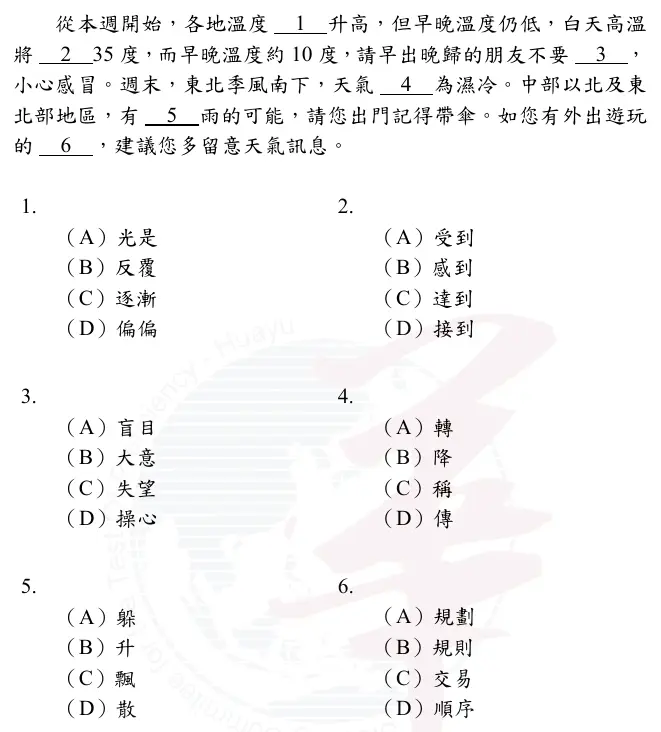 從本週開始，各地溫度 1 升高，但早晚溫度仍低，白天高溫
將 2 35 度，而早晚溫度約 10 度，請早出晚歸的朋友不要 3 ，
小心感冒。週末，東北季風南下，天氣 4 為濕冷。中部以北及東
北部地區，有 5 雨的可能，請您出門記得帶傘。如您有外出遊玩
的 6 ，建議您多留意天氣訊息。
1.
（A）光是
（B）反覆
（C）逐漸
（D）偏偏
2.
（A）受到
（B）感到
（C）達到
（D）接到
3.
（A）盲目
（B）大意
（C）失望
（D）操心
4.
（A）轉
（B）降
（C）稱
（D）傳
5.
（A）躲
（B）升
（C）飄
（D）散
6.
（A）規劃
（B）規則
（C）交易
（D）順序